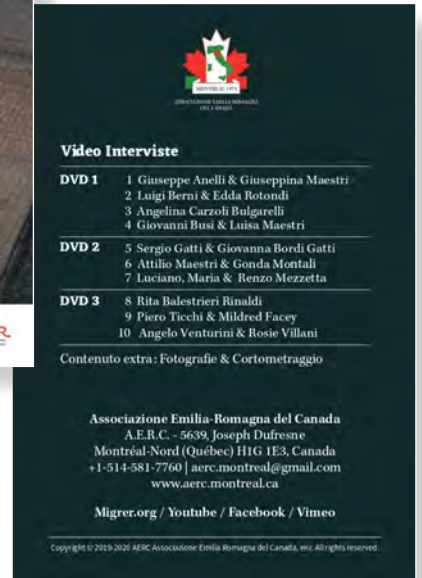 MONTREAL 1973
ASSOCIAZIONE EMILIA ROMAGNA
DEL CANADA
Video Interviste
DVD 1 1 Giuseppe Anelli & Giuseppina Maestri
2 Luigi Berni & Edda Rotondi
3 Angelina Carzoli Bulgarelli
4 Giovanni Busi & Luisa Maestri
DVD 2 5 Sergio Gatti & Giovanna Bordi Gatti
6 Attilio Maestri & Gonda Montali
7 Luciano, Maria & Renzo Mezzetta
DVD 3 8 Rita Balestrieri Rinaldi
9 Piero Ticchi & Mildred Facey
10 Angelo Venturini & Rosie Villani
Contenuto extra: Fotografie & Cortometraggio
Associazione Emilia-Romagna del Canada
A.E.R.C. - 5639, Joseph Dufresne
Montréal-Nord (Québec) H1G 1E3, Canada
+1-514-581-7760 | aerc.montreal@gmail.com
www.aerc.montreal.ca
Migrer.org / Youtube / Facebook / Vimeo
Copyright © 2019-2020 AERC Associazione Emilia Romagna del Canada, All rights reserved